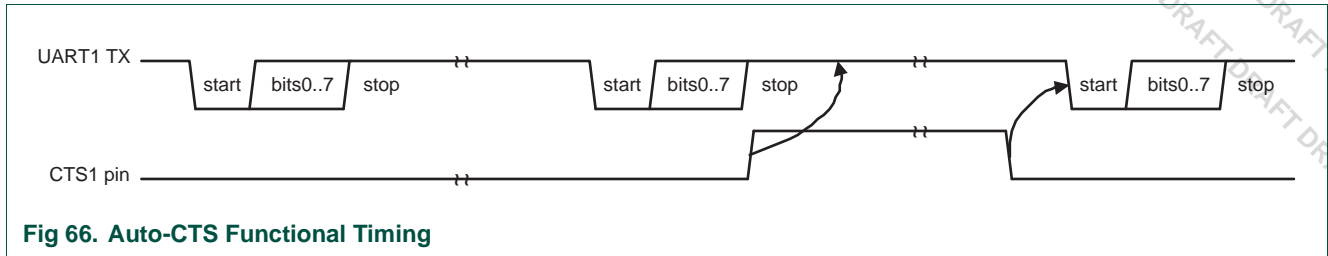 UART1 TX
start bits0..7 stop start bits0..7 stop start bits0..7 stop
CTS1 pin
Fig 66. Auto-CTS Functional Timing
DRAFT DRAFT DRAFT
DRAFT